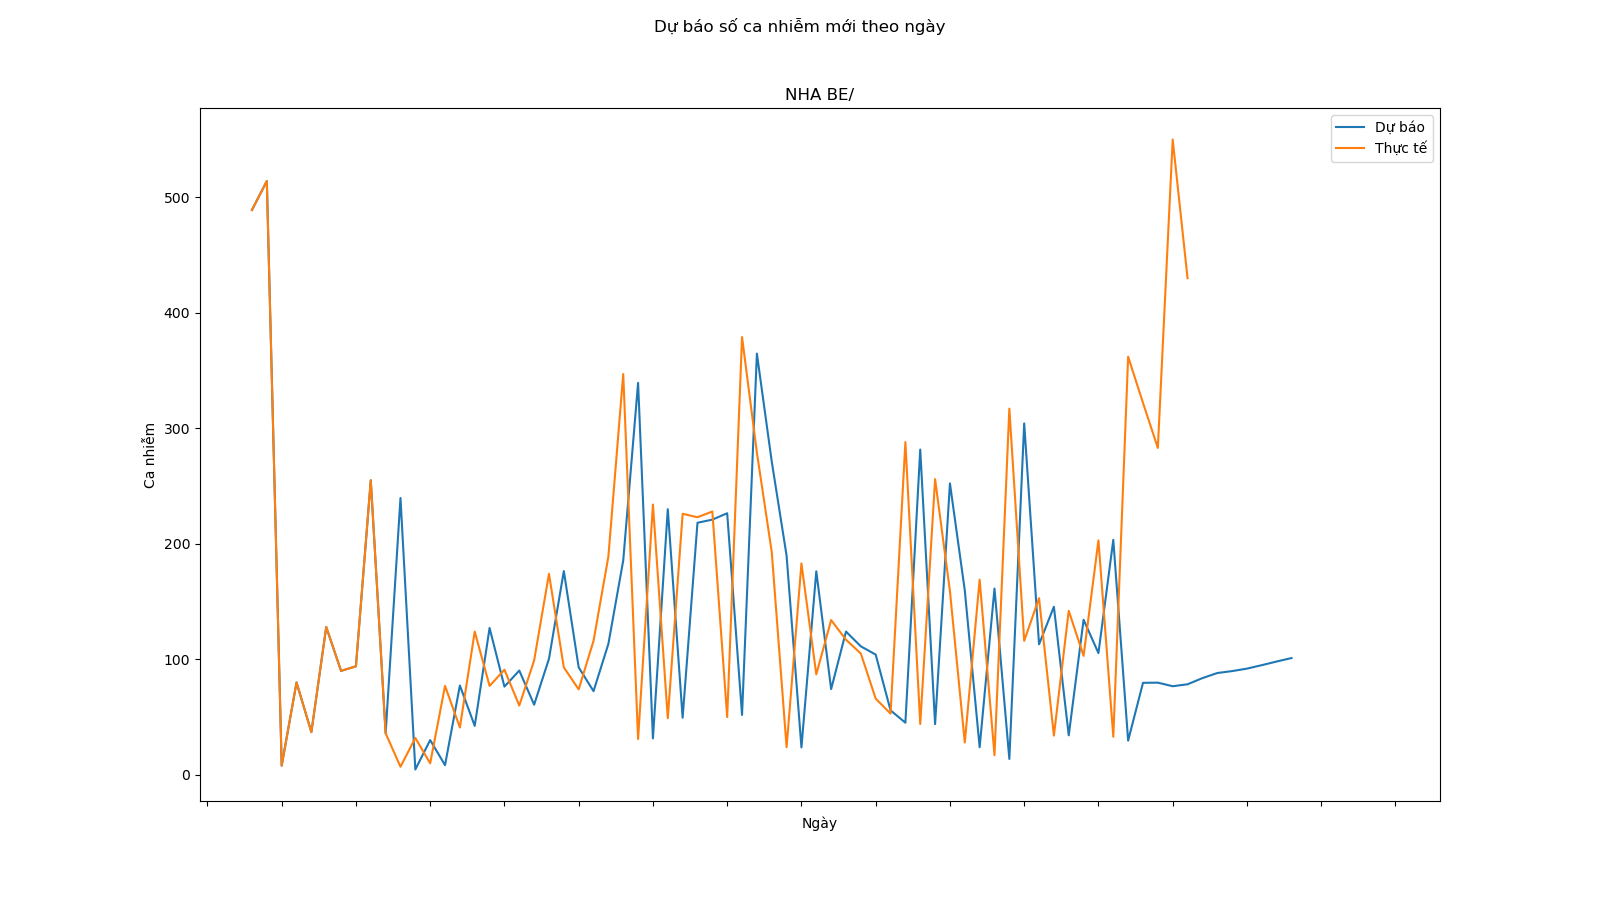 Dự báo số ca nhiễm mới theo ngày
NHA BE/
Dự báo
Thực tế
500
400
300
200
100
0
Ca nhiễm
Ngày